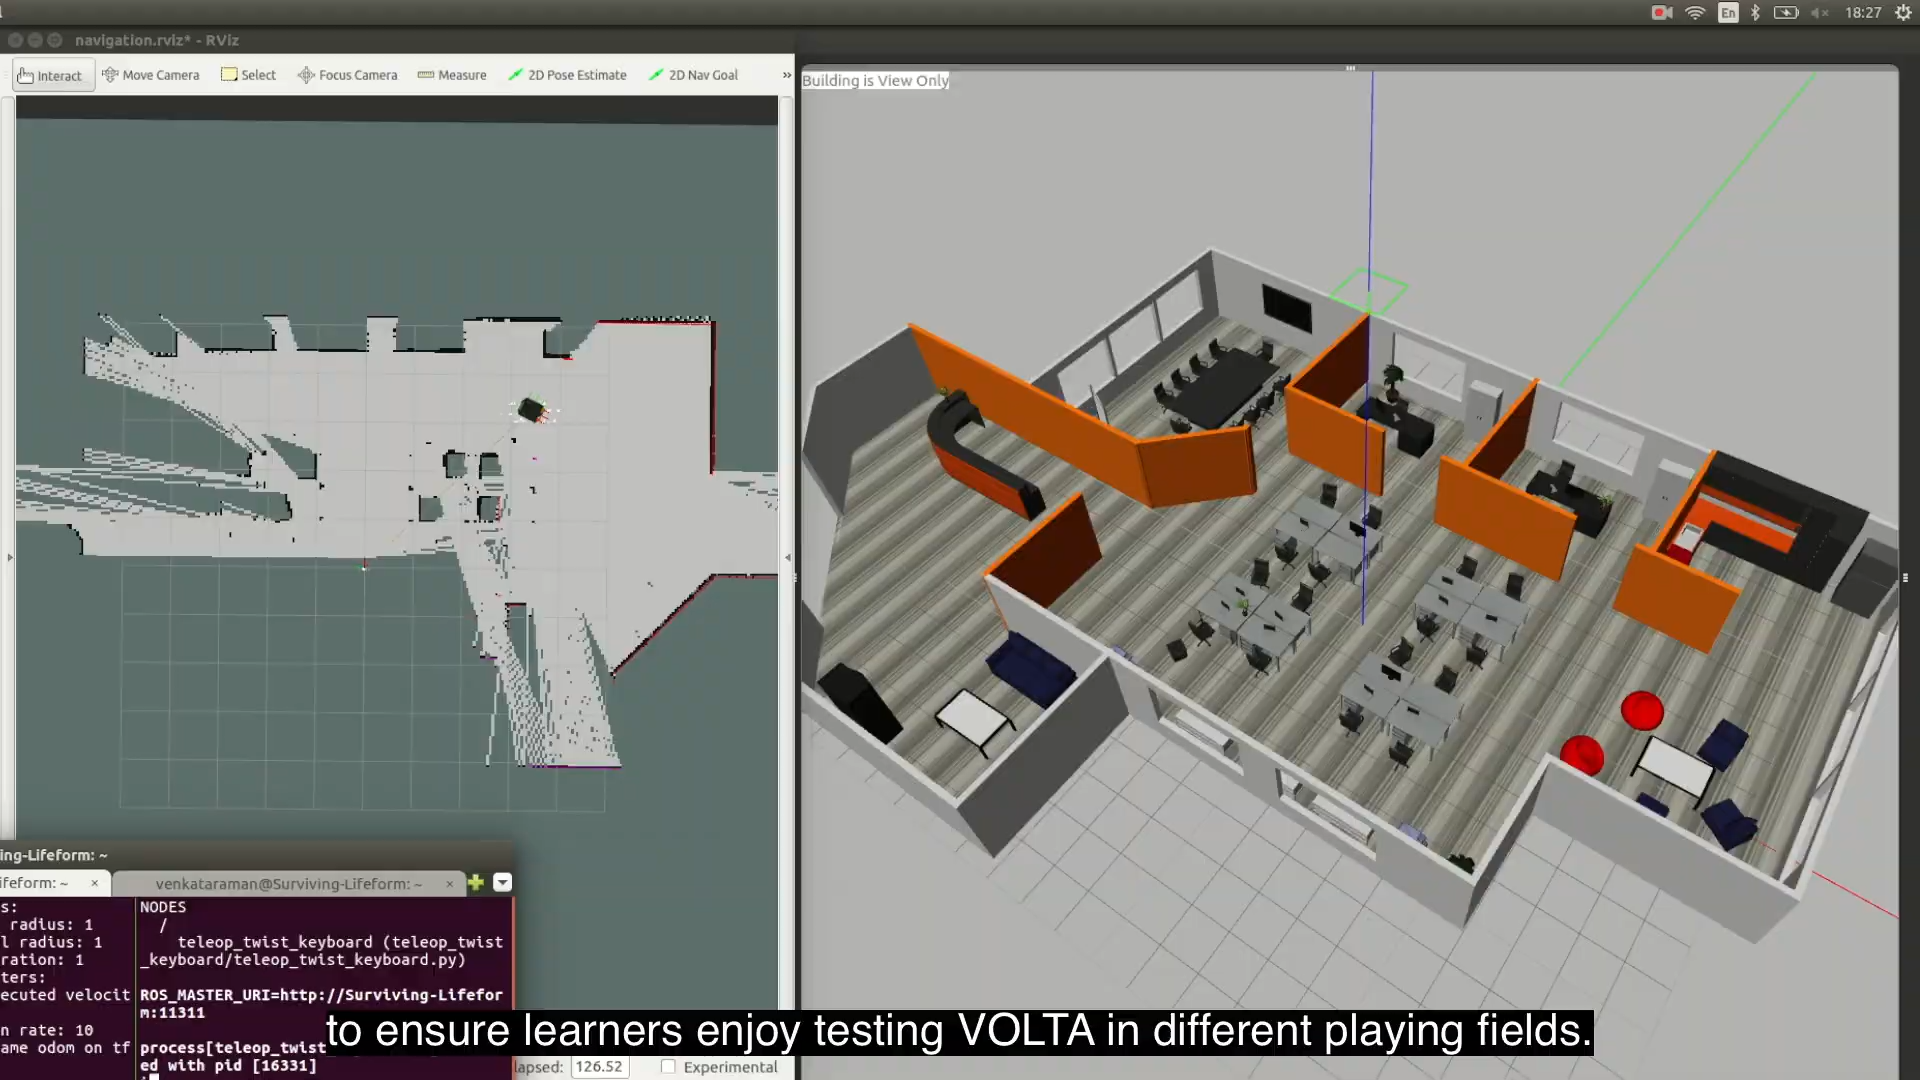 En
18:27
navigation.rviz* - RViz
Interact
Move Camera
Select
Focus Camera
Measure
2D Pose Estimate
2D Nav Goal
»
Building is View Only
ng-Lifeform: ~
ifeform: ~ ×
venkataraman@Surviving-Lifeform: ~ ×
s:
radius: 1
l radius: 1
ration: 1
ters:
ecuted velocit
n rate: 10
ame odom on tf
NODES
/
teleop_twist_keyboard (teleop_twist
_keyboard/teleop_twist_keyboard.py)
ROS_MASTER_URI=http://Surviving-Lifefor
m:11311
process[teleop_twist
ed with pid [16331]
to ensure learners enjoy testing VOLTA in different playing fields.
lapsed: 126.52
Experimental